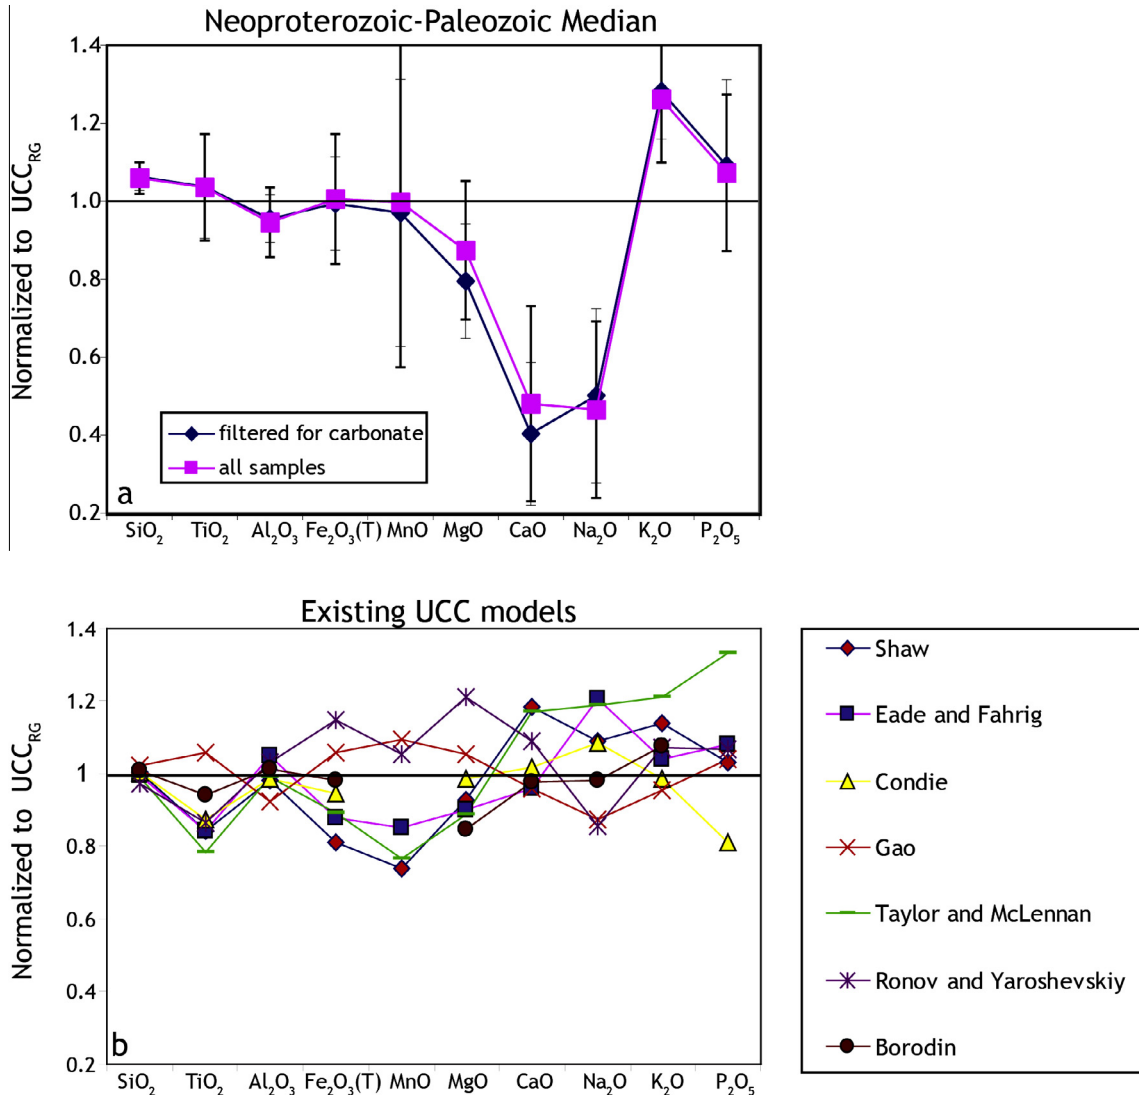 Neoproterozoic-Paleozoic Median
Normalized to UCC_RG
1.4
1.2
1.0
0.8
0.6
0.4
0.2
filtered for carbonate
all samples
a
SiO₂ TiO₂ Al₂O₃ Fe₂O₃(T) MnO MgO CaO Na₂O K₂O P₂O₅
Existing UCC models
Normalized to UCC_RG
1.4
1.2
1
0.8
0.6
0.4
0.2
b
SiO₂ TiO₂ Al₂O₃ Fe₂O₃(T) MnO MgO CaO Na₂O K₂O P₂O₅
Shaw
Eade and Fahrig
Condie
Gao
Taylor and McLennan
Ronov and Yaroshevskiy
Borodin